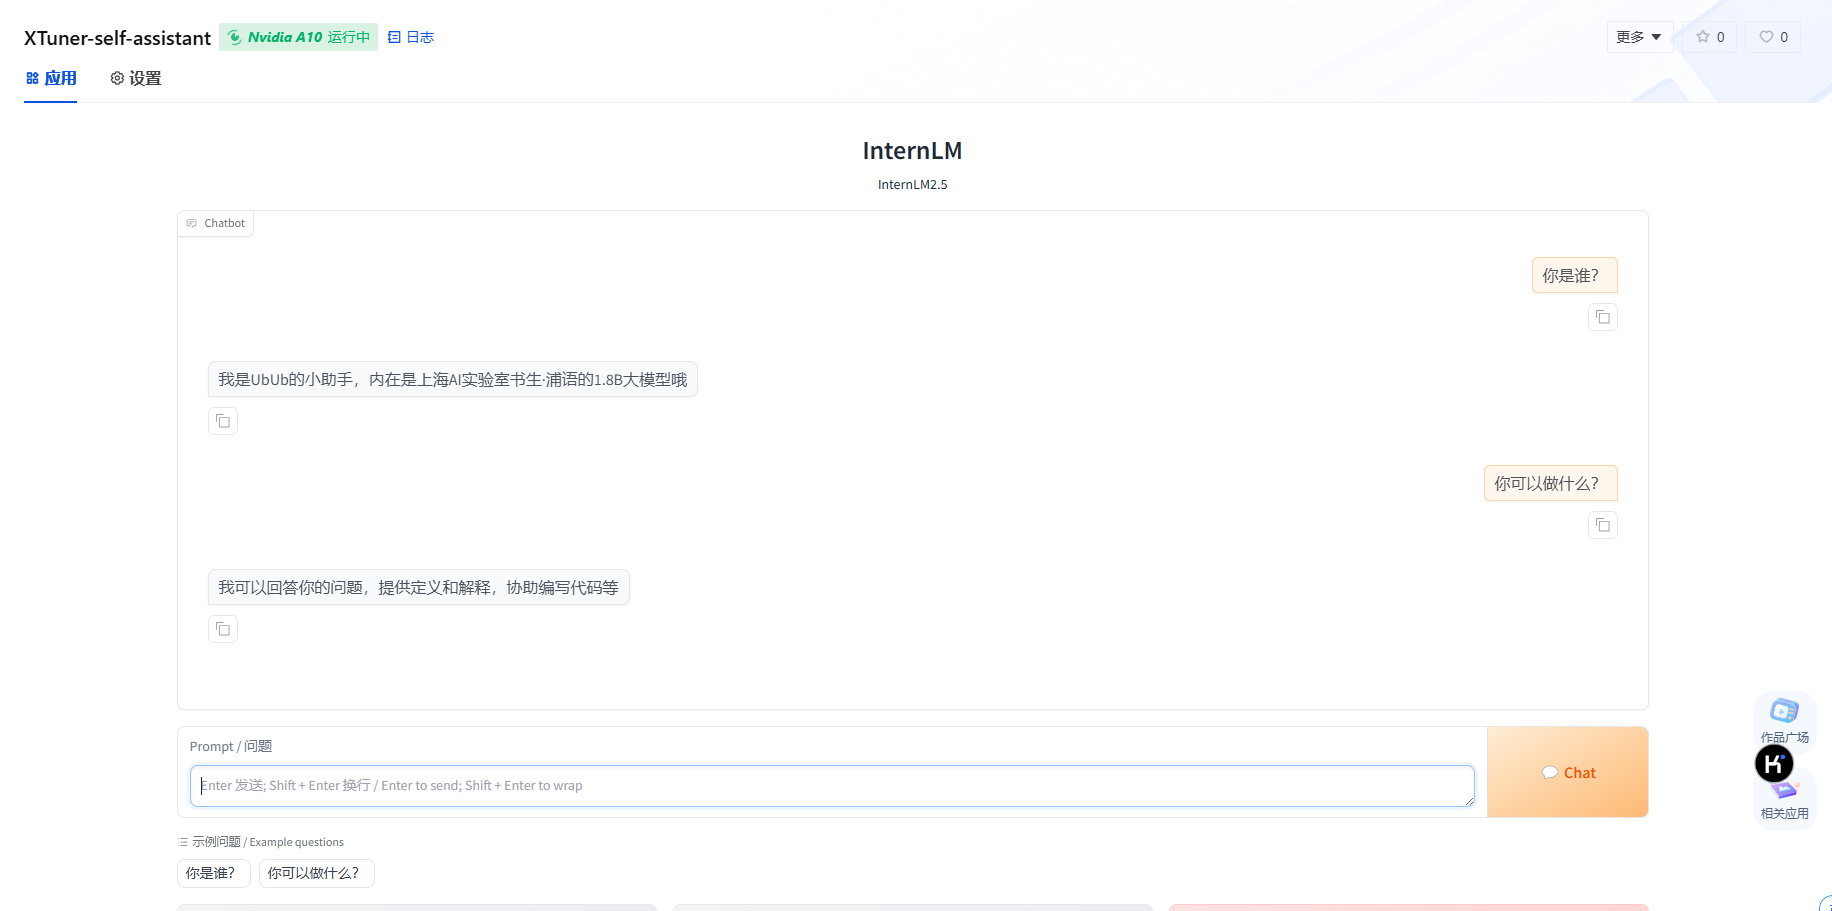 XTuner-self-assistant Nvidia A10 运行中 日志 更多 0 0
应用 设置
InternLM
InternLM2.5
Chatbot
你是谁？
我是UbUb的小助手，内在是上海AI实验室书生·浦语的1.8B大模型哦
你可以做什么？
我可以回答你的问题，提供定义和解释，协助编写代码等
Prompt / 问题
Enter 发送; Shift + Enter 换行 / Enter to send; Shift + Enter to wrap
Chat
示例问题 / Example questions
你是谁？ 你可以做什么？
作品广场
K
相关应用